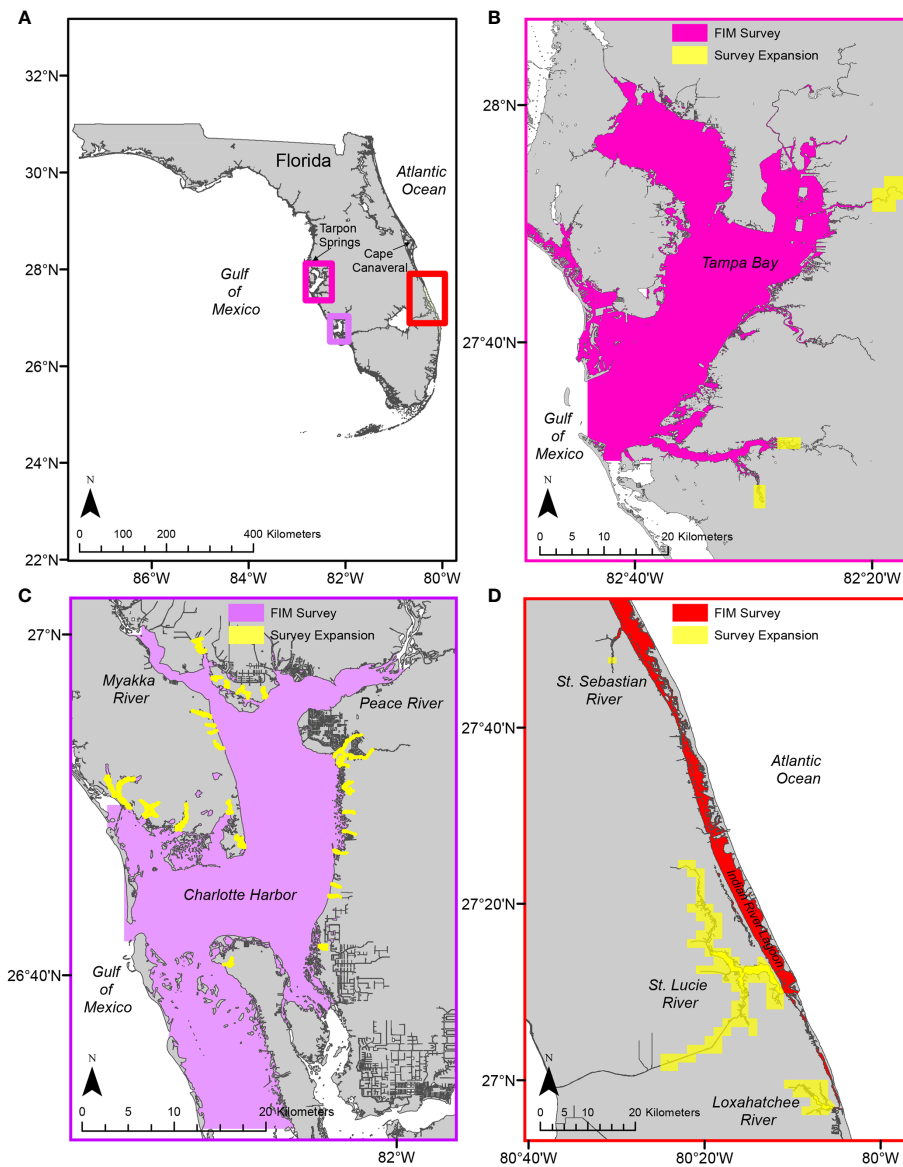 A
32°N
30°N
28°N
26°N
24°N
22°N
86°W
84°W
82°W
80°W
Florida
Atlantic
Ocean
Tarpon
Springs
Cape
Canaveral
Gulf
of
Mexico
N
0 100 200 400 Kilometers
B
FIM Survey
Survey Expansion
28°N
27°40'N
Tampa Bay
Gulf
of
Mexico
N
0 5 10 20 Kilometers
82°40'W
82°20'W
C
FIM Survey
Survey Expansion
27°N
26°40'N
Myakka
River
Peace River
Charlotte Harbor
Gulf
of
Mexico
N
0 5 10 20 Kilometers
82°W
D
FIM Survey
Survey Expansion
St. Sebastian
River
27°40'N
Atlantic
Ocean
27°20'N
Indian River Lagoon
St. Lucie
River
27°N
N
Loxahatchee
River
0 5 10 20 Kilometers
80°40'W
80°20'W
80°W